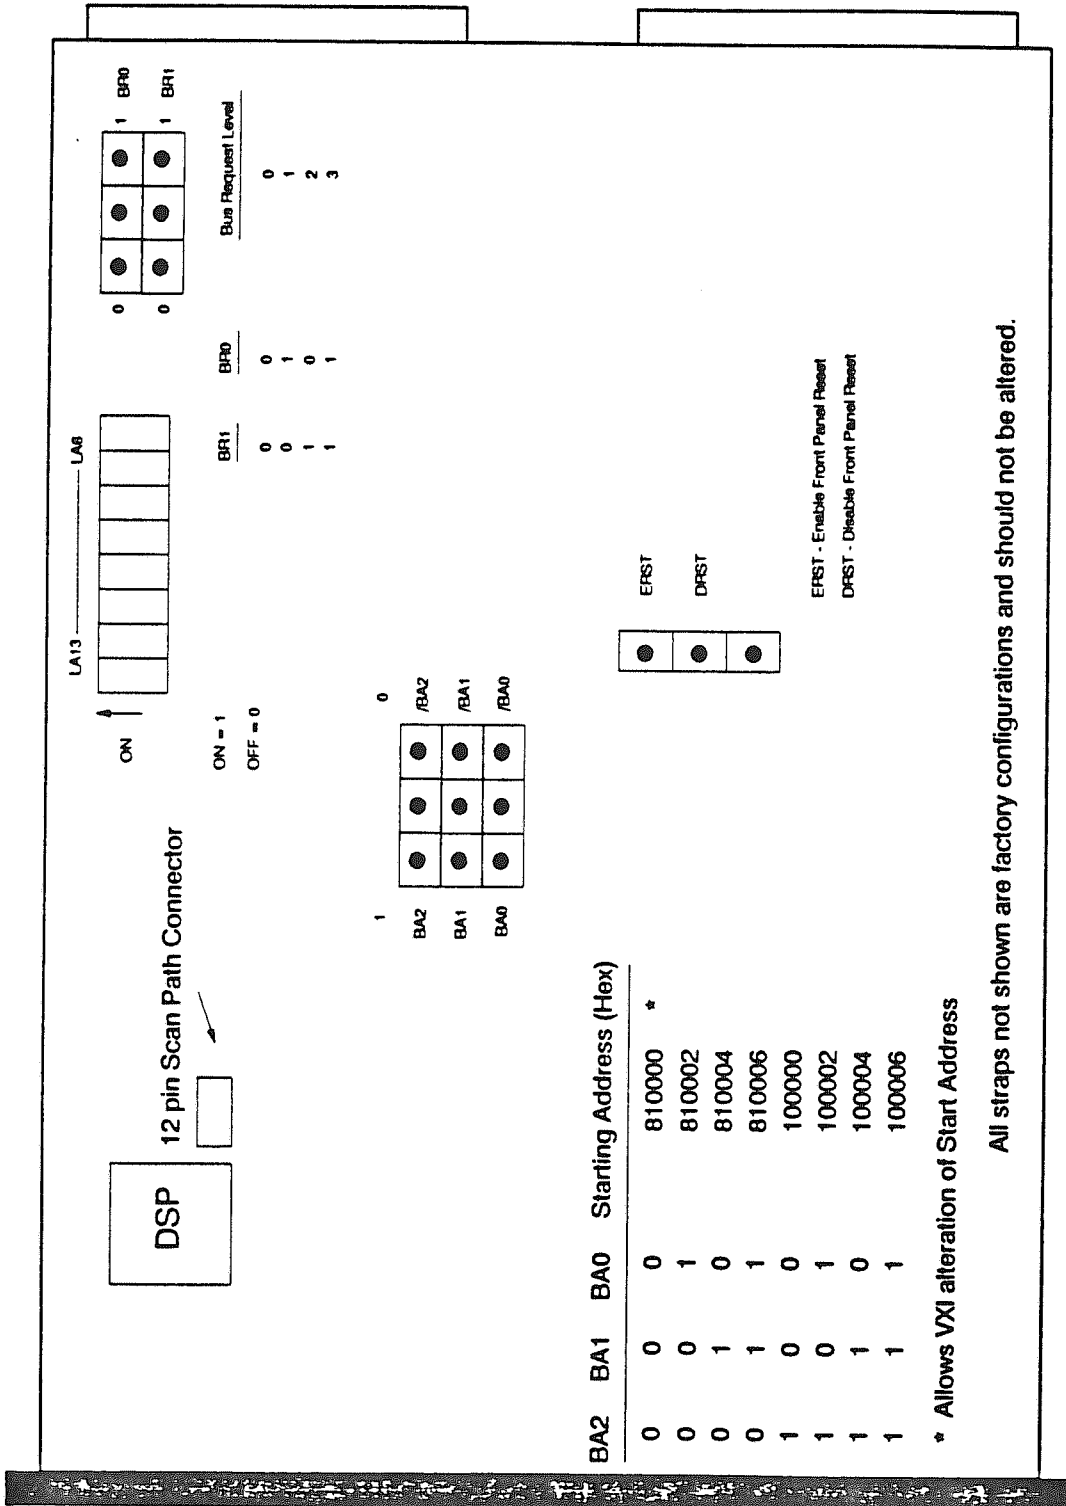 LA13 LA6
ON
ON = 1
OFF = 0
0 1 BR0
0 1 BR1
BR1 BR0 Bus Request Level
0 0 0
0 1 1
1 0 2
1 1 3
DSP
12 pin Scan Path Connector
1 0
BA2 /BA2
BA1 /BA1
BA0 /BA0
ERST
DRST
ERST - Enable Front Panel Reset
DRST - Disable Front Panel Reset
BA2 BA1 BA0 Starting Address (Hex)
0 0 0 810000 *
0 0 1 810002
0 1 0 810004
0 1 1 810006
1 0 0 100000
1 0 1 100002
1 1 0 100004
1 1 1 100006
* Allows VXI alteration of Start Address
All straps not shown are factory configurations and should not be altered.